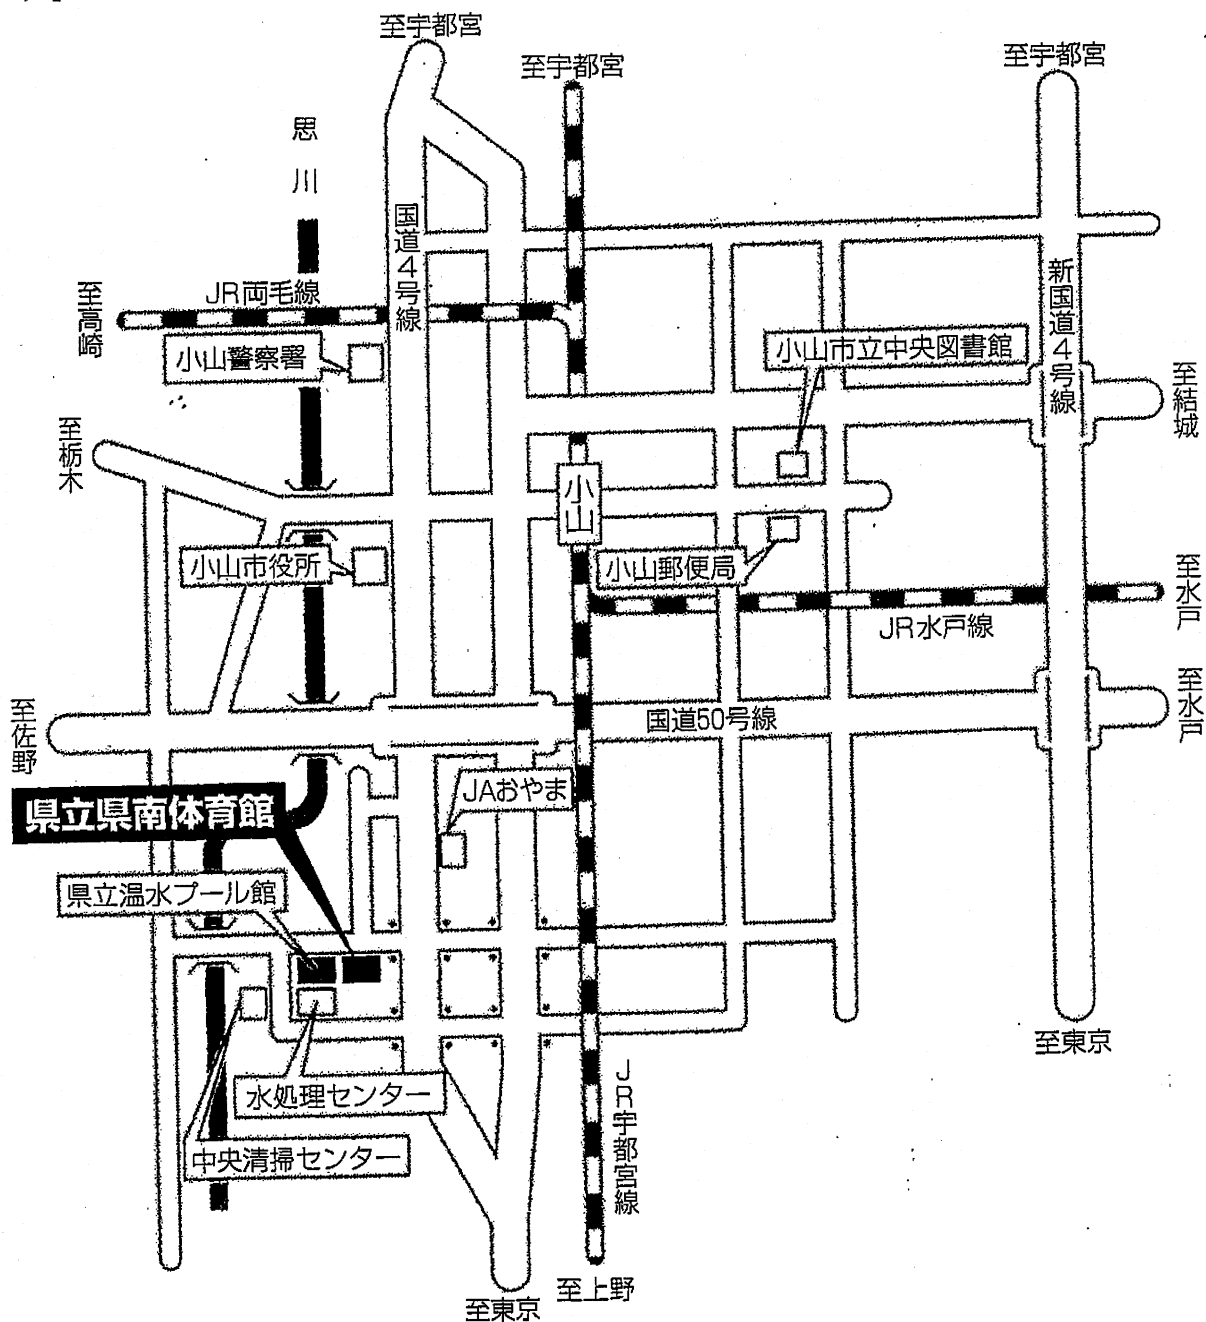 至宇都宮
至宇都宮
至宇都宮
思川
国道4号線
新国道4号線
JR両毛線
至高崎
小山警察署
小山市立中央図書館
至結城
至栃木
小山
小山市役所
小山郵便局
至水戸
JR水戸線
至佐野
国道50号線
至水戸
JAおやま
県立県南体育館
県立温水プール館
水処理センター
中央清掃センター
JR宇都宮線
至東京
至上野
至東京